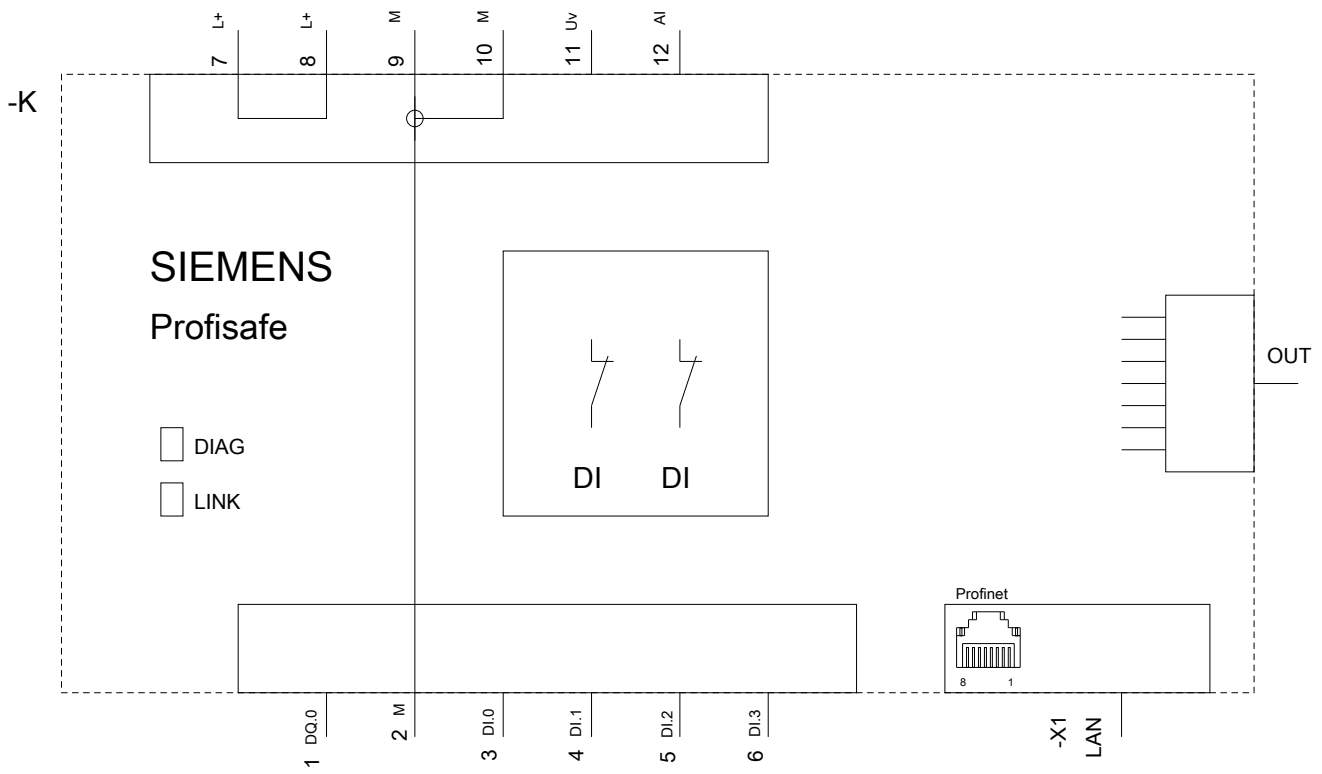 L+ L+ M M Uv AI
7 8 9 10 11 12
-K
SIEMENS
Profisafe
OUT
DIAG
DI DI
LINK
Profinet
8 1
DQ.0 M DI.0 DI.1 DI.2 DI.3
1 2 3 4 5 6
-X1
LAN